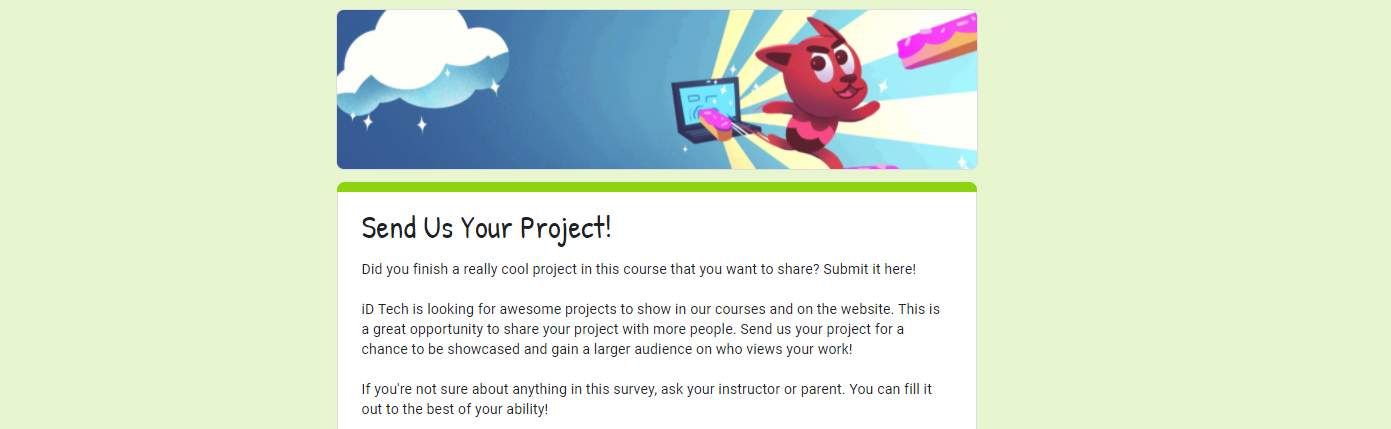 Send Us Your Project!
Did you finish a really cool project in this course that you want to share? Submit it here!
iD Tech is looking for awesome projects to show in our courses and on the website. This is
a great opportunity to share your project with more people. Send us your project for a
chance to be showcased and gain a larger audience on who views your work!
If you're not sure about anything in this survey, ask your instructor or parent. You can fill it
out to the best of your ability!